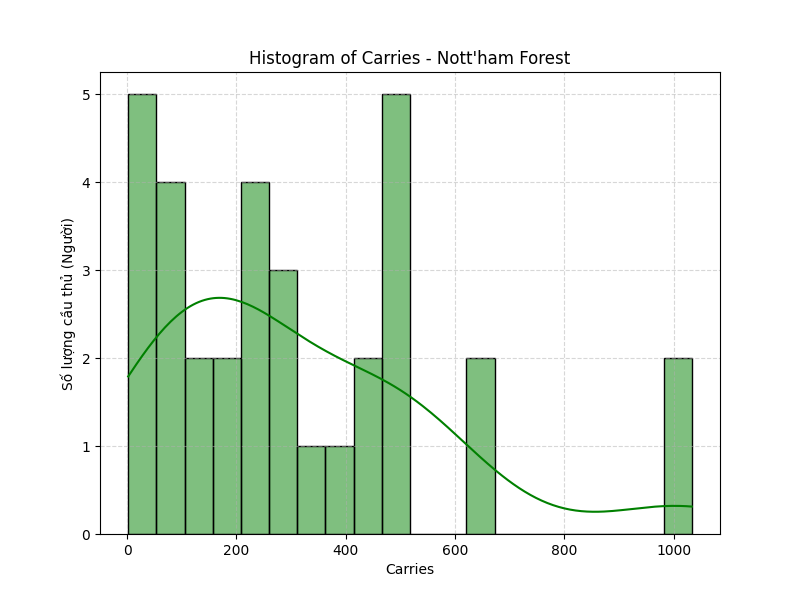 Histogram of Carries - Nott'ham Forest
Số lượng cầu thủ (Người)
5
4
3
2
1
0
0 200 400 600 800 1000
Carries